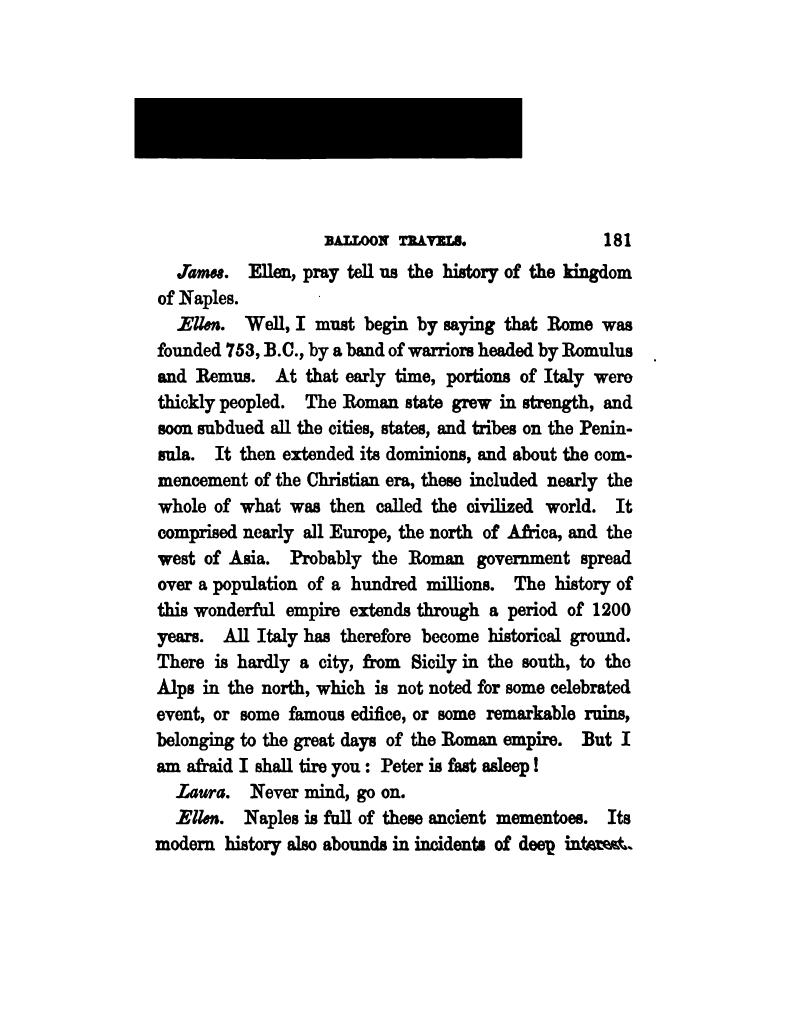 BALLOON TRAVELS. 181
James. Ellen, pray tell us the history of the kingdom
of Naples.
Ellen. Well, I must begin by saying that Rome was
founded 753, B.C., by a band of warriors headed by Romulus
and Remus. At that early time, portions of Italy were
thickly peopled. The Roman state grew in strength, and
soon subdued all the cities, states, and tribes on the Penin-
sula. It then extended its dominions, and about the com-
mencement of the Christian era, these included nearly the
whole of what was then called the civilized world. It
comprised nearly all Europe, the north of Africa, and the
west of Asia. Probably the Roman government spread
over a population of a hundred millions. The history of
this wonderful empire extends through a period of 1200
years. All Italy has therefore become historical ground.
There is hardly a city, from Sicily in the south, to the
Alps in the north, which is not noted for some celebrated
event, or some famous edifice, or some remarkable ruins,
belonging to the great days of the Roman empire. But I
am afraid I shall tire you : Peter is fast asleep !
Laura. Never mind, go on.
Ellen. Naples is full of these ancient mementoes. Its
modern history also abounds in incidents of deep interest.